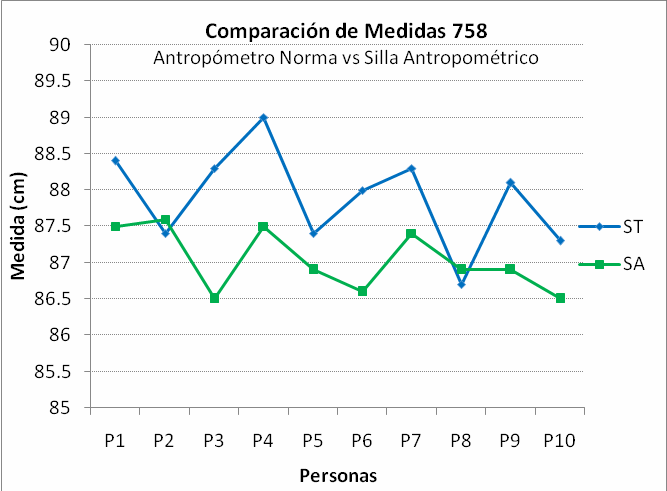 Comparación de Medidas 758
Antropómetro Norma vs Silla Antropométrico
90
89.5
89
88.5
88
87.5
87
86.5
86
85.5
85
Medida (cm)
P1 P2 P3 P4 P5 P6 P7 P8 P9 P10
Personas
ST
SA